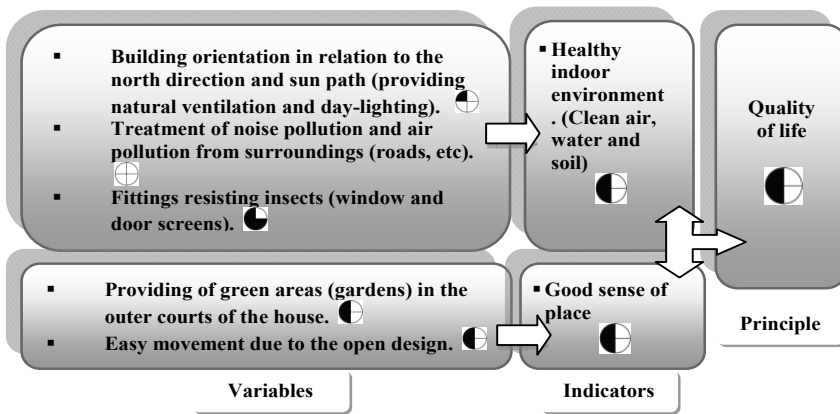 ▪ Building orientation in relation to the
north direction and sun path (providing
natural ventilation and day-lighting).
▪ Treatment of noise pollution and air
pollution from surroundings (roads, etc).
▪ Fittings resisting insects (window and
door screens).
▪ Healthy
indoor
environment
. (Clean air,
water and
soil)
Quality
of life
▪ Providing of green areas (gardens) in the
outer courts of the house.
▪ Easy movement due to the open design.
▪ Good sense of
place
Principle
Variables
Indicators